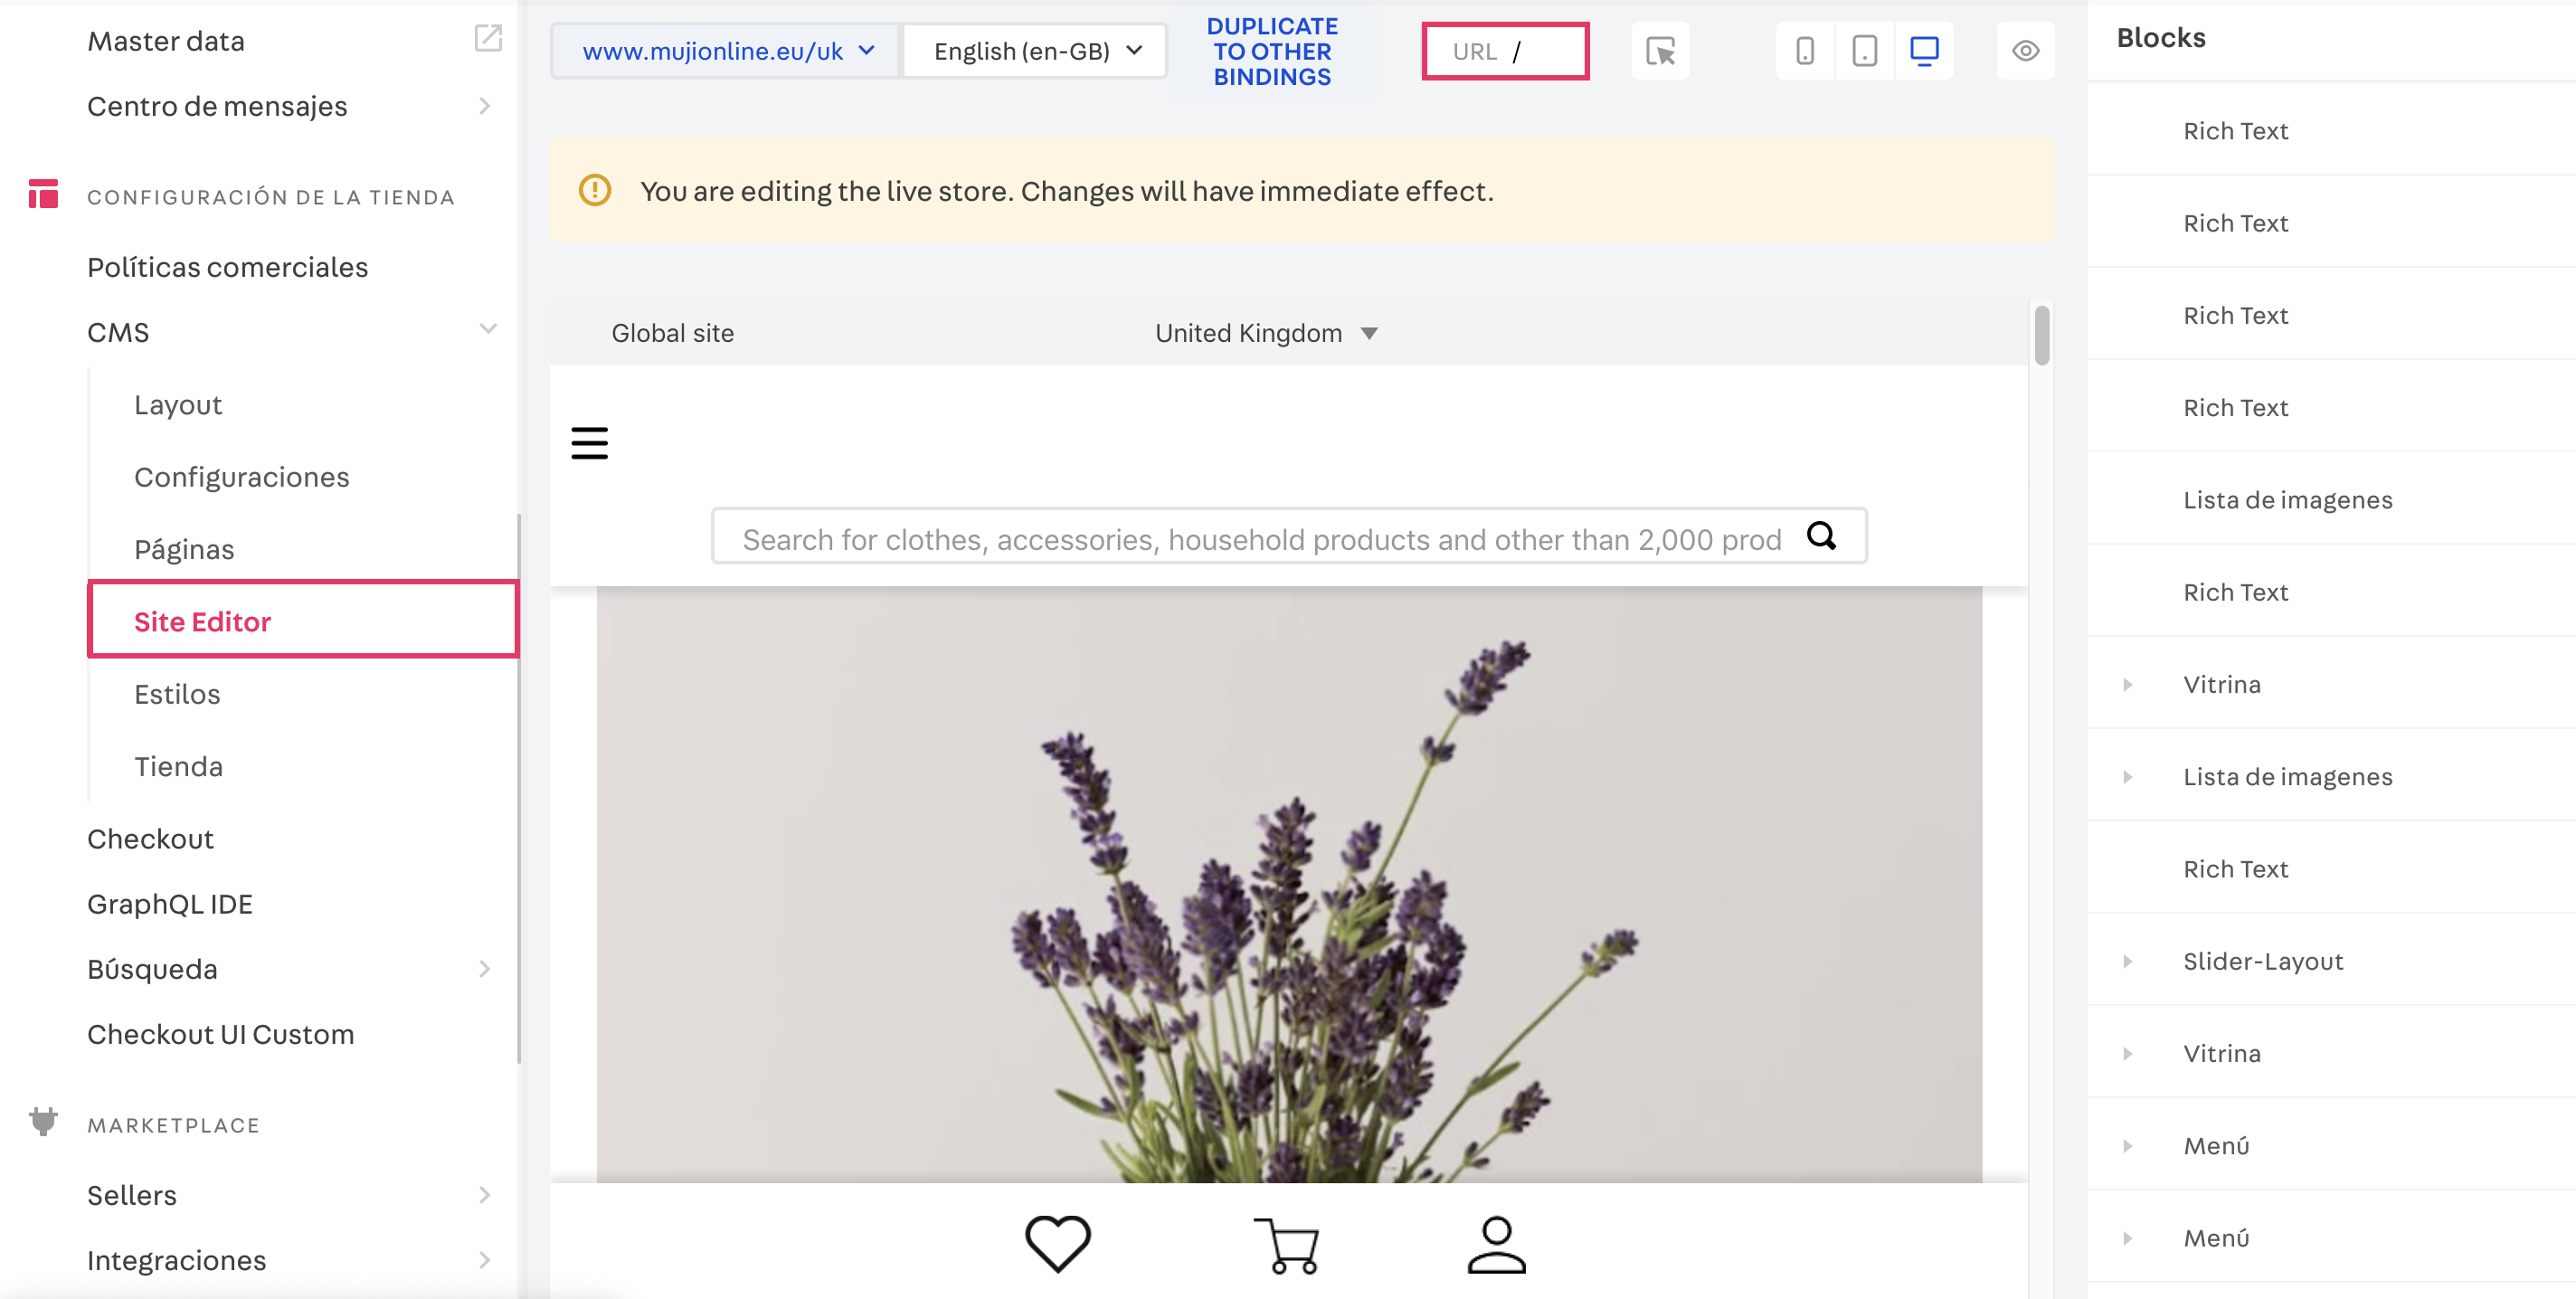 Master data
Centro de mensajes
CONFIGURACIÓN DE LA TIENDA
Políticas comerciales
CMS
Layout
Configuraciones
Páginas
Site Editor
Estilos
Tienda
Checkout
GraphQL IDE
Búsqueda
Checkout UI Custom
MARKETPLACE
Sellers
Integraciones
www.mujionline.eu/uk
English (en-GB)
DUPLICATE
TO OTHER
BINDINGS
URL /
You are editing the live store. Changes will have immediate effect.
Global site
United Kingdom
Search for clothes, accessories, household products and other than 2,000 prod
Blocks
Rich Text
Rich Text
Rich Text
Rich Text
Lista de imagenes
Rich Text
Vitrina
Lista de imagenes
Rich Text
Slider-Layout
Vitrina
Menú
Menú